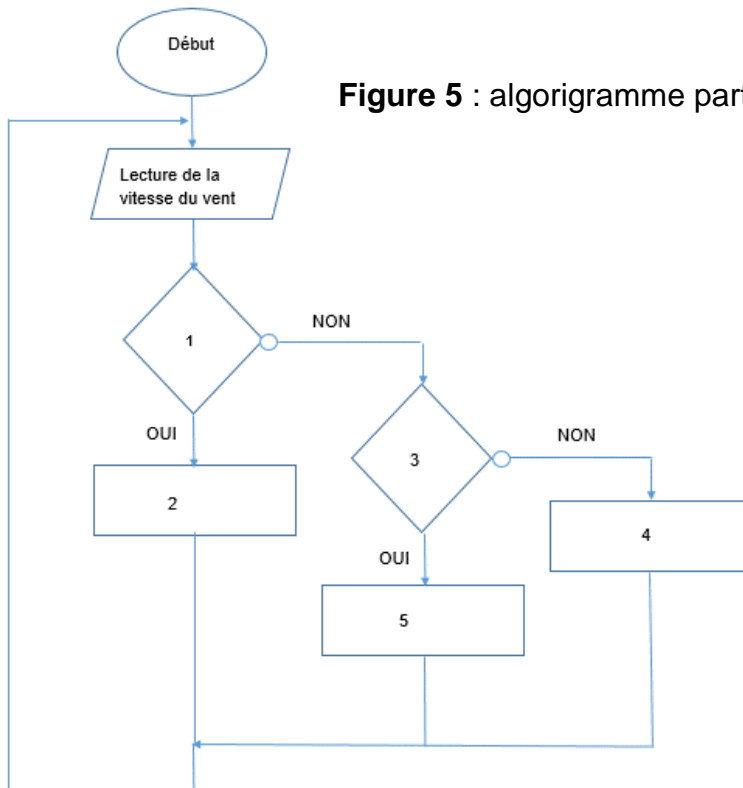 Début
Figure 5 : algorigramme
Lecture de la
vitesse du vent
1
NON
OUI
2
3
NON
OUI
4
5